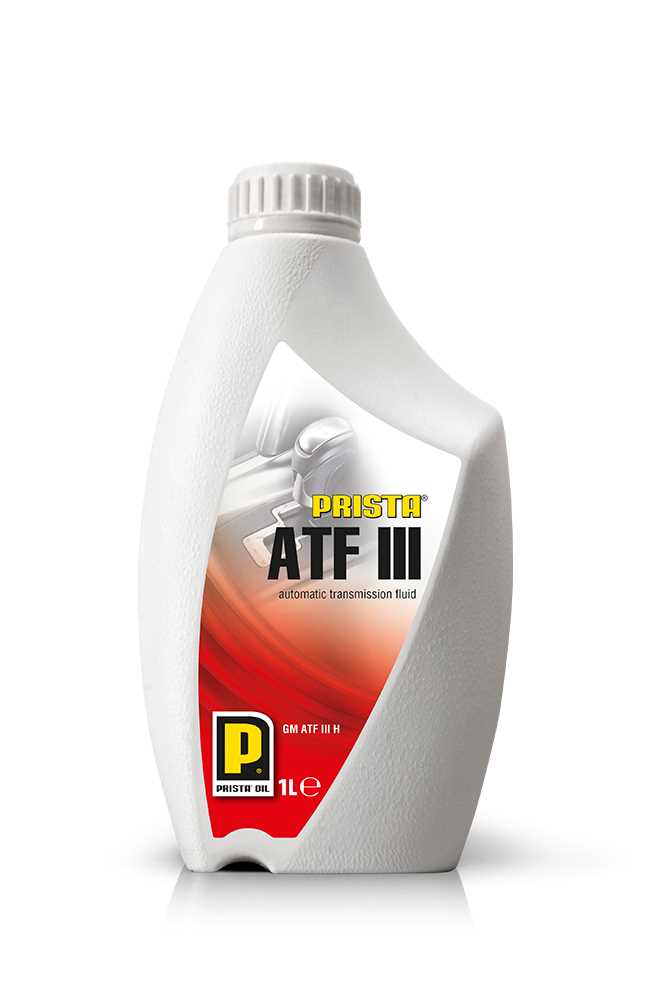 PRISTA®
ATF III
automatic transmission fluid
GM ATF III H
P®
PRISTA® OIL
1L℮